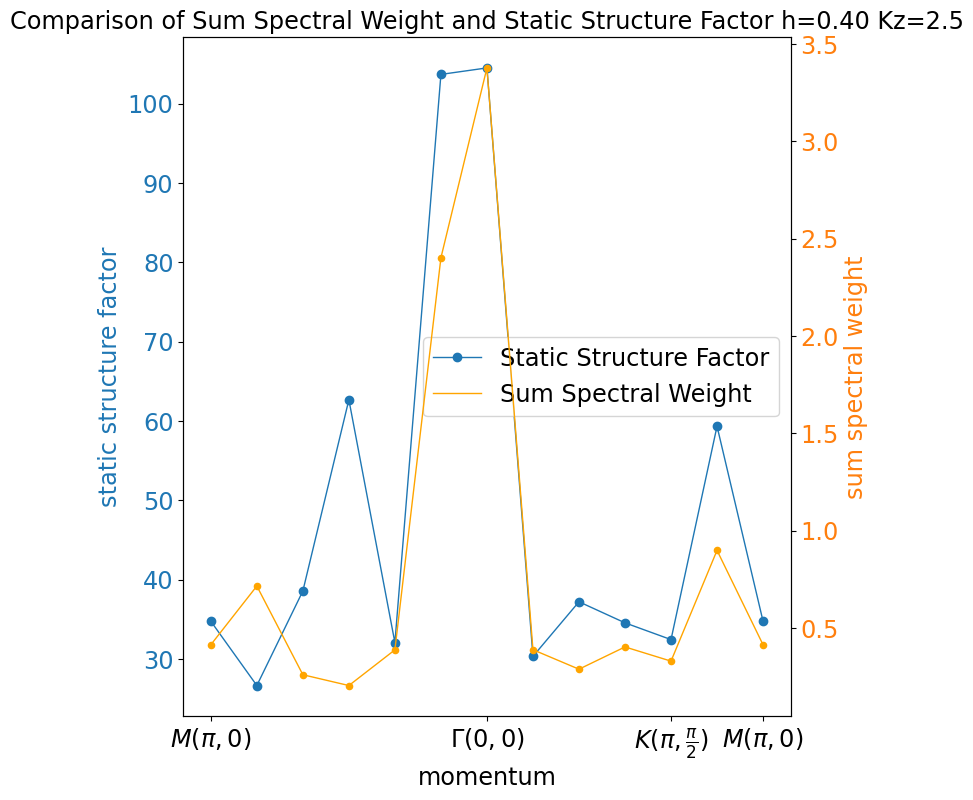 Comparison of Sum Spectral Weight and Static Structure Factor h=0.40 Kz=2.5
static structure factor
100
90
80
70
60
50
40
30
3.5
3.0
2.5
2.0
1.5
1.0
0.5
sum spectral weight
Static Structure Factor
Sum Spectral Weight
M(π, 0)
Γ(0, 0)
K(π, π/2)
M(π, 0)
momentum